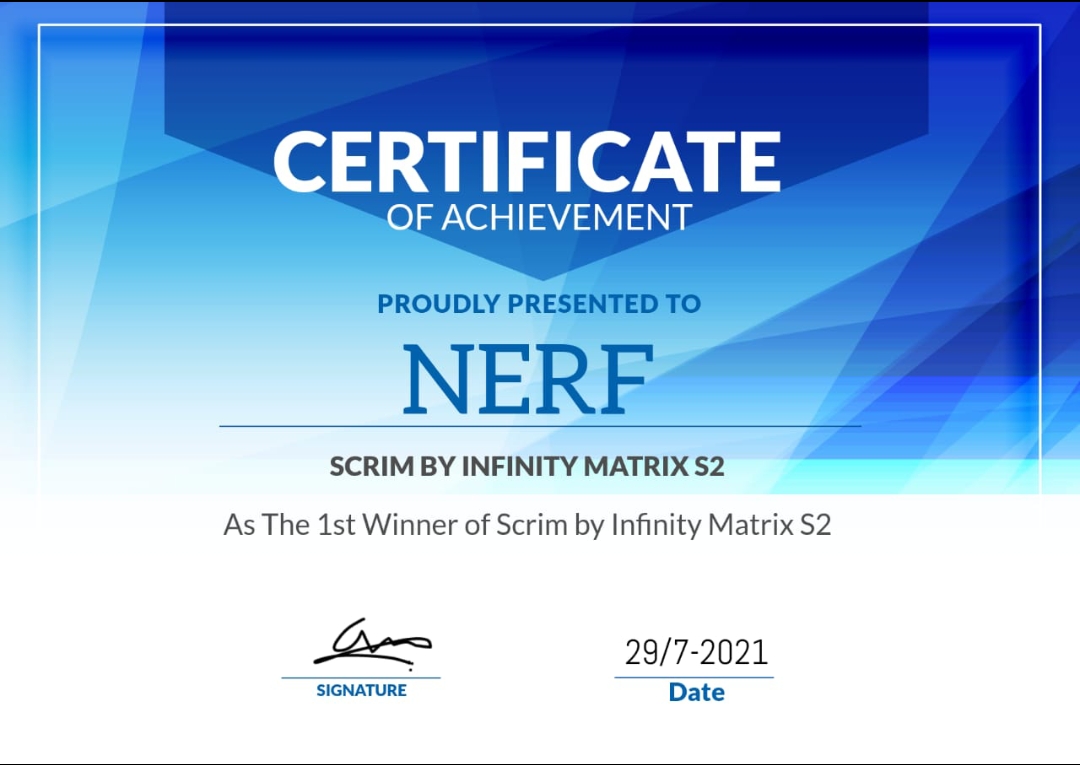 CERTIFICATE
OF ACHIEVEMENT
PROUDLY PRESENTED TO
NERF
SCRIM BY INFINITY MATRIX S2
As The 1st Winner of Scrim by Infinity Matrix S2
29/7-2021
SIGNATURE
Date